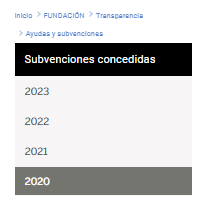 Inicio > FUNDACIÓN > Transparencia
> Ayudas y subvenciones
Subvenciones concedidas
2023
2022
2021
2020